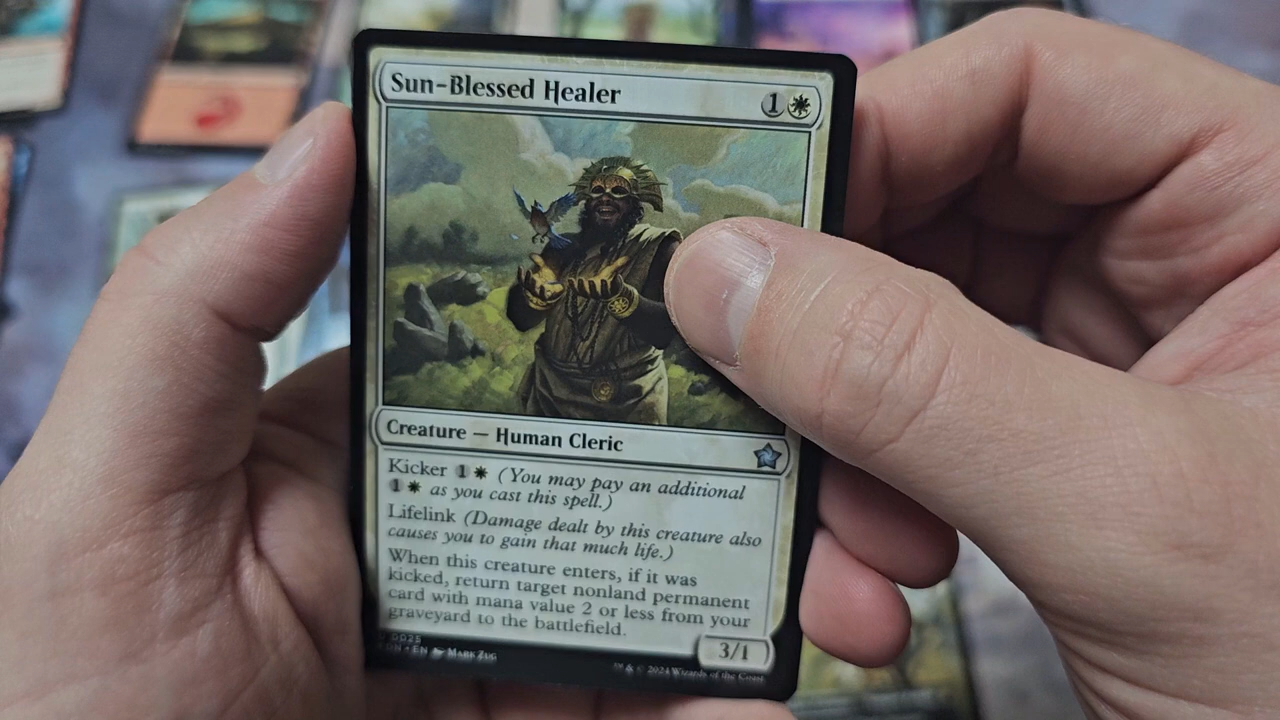 Sun-Blessed Healer 1
Creature — Human Cleric
Kicker 1 (You may pay an additional
1 as you cast this spell.)
Lifelink (Damage dealt by this creature also
causes you to gain that much life.)
When this creature enters, if it was
kicked, return target nonland permanent
card with mana value 2 or less from your
graveyard to the battlefield.
3/1
0025
EN MARK ZUG
™ & © 2024 Wizards of the Coast